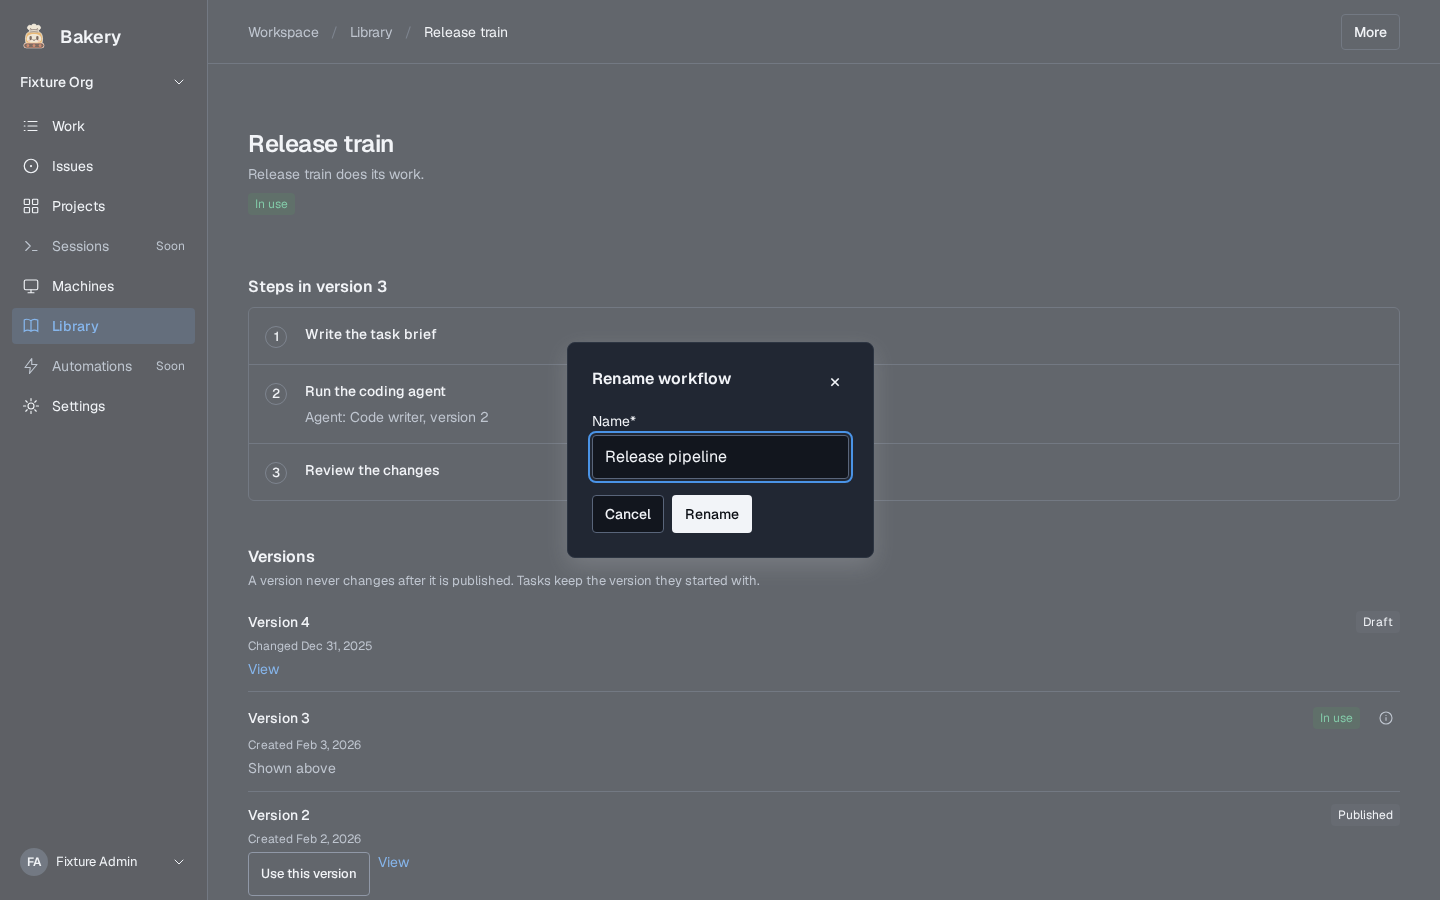 Bakery
Fixture Org
Work
Issues
Projects
Sessions Soon
Machines
Library
Automations Soon
Settings
FA Fixture Admin
Workspace / Library / Release train
More
Release train
Release train does its work.
In use
Steps in version 3
1 Write the task brief
2 Run the coding agent
Agent: Code writer, version 2
3 Review the changes
Rename workflow
×
Name*
Release pipeline
Cancel Rename
Versions
A version never changes after it is published. Tasks keep the version they started with.
Version 4 Draft
Changed Dec 31, 2025
View
Version 3 In use
Created Feb 3, 2026
Shown above
Version 2 Published
Created Feb 2, 2026
Use this version View